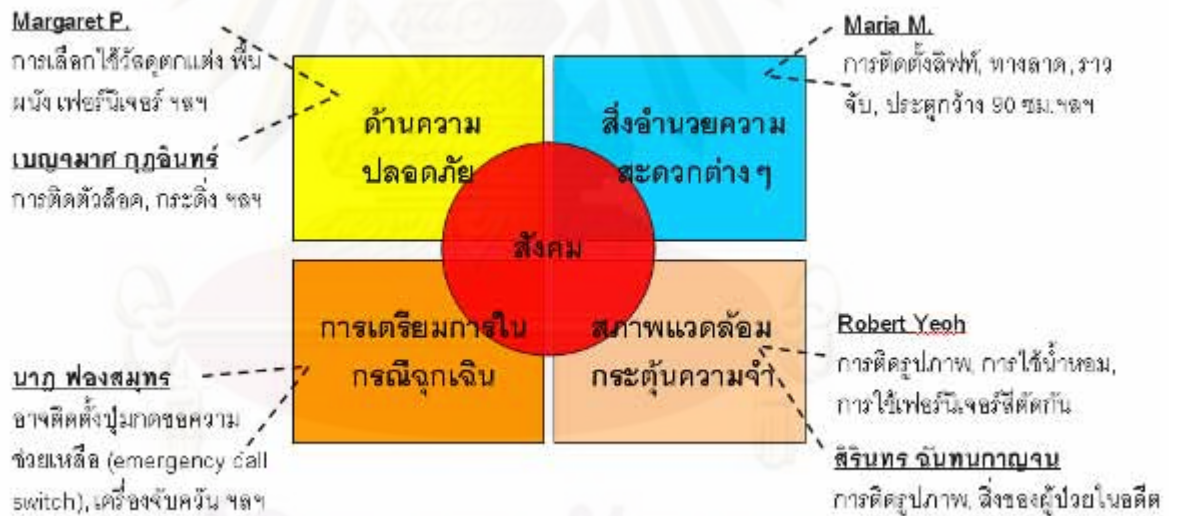 Margaret P.
การเลือกใช้วัสดุตกแต่ง พื้น
ผนัง เฟอร์นิเจอร์ ฯลฯ
เบญจมาศ กุฏอินทร์
การติดตัวล็อค, กระดิ่ง ฯลฯ
ด้านความ
ปลอดภัย
สิ่งอำนวยความ
สะดวกต่างๆ
Maria M.
การติดตั้งลิฟท์, ทางลาด, ราว
จับ, ประตูกว้าง 90 ซม.ฯลฯ
สังคม
นาฏ ฟองสมุทร
อาจติดตั้งปุ่มกดขอความ
ช่วยเหลือ (emergency call
switch), เครื่องจับควัน ฯลฯ
การเตรียมการใน
กรณีฉุกเฉิน
สภาพแวดล้อม
กระตุ้นความจำ
Robert Yeoh
การติดรูปภาพ, การใช้น้ำหอม,
การใช้เฟอร์นิเจอร์สีตัดกัน
สิรินทร ฉันทนกาญจน
การติดรูปภาพ, สิ่งของผู้ป่วยในอดีต